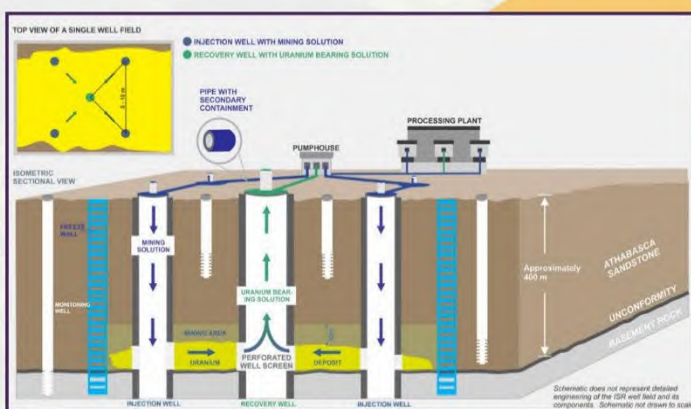 TOP VIEW OF A SINGLE WELL FIELD
INJECTION WELL WITH MINING SOLUTION
RECOVERY WELL WITH URANIUM BEARING SOLUTION
PIPE WITH
SECONDARY
CONTAINMENT
PROCESSING PLANT
PUMPHOUSE
ISOMETRIC
SECTIONAL VIEW
FREEZE
WELL
MINING
SOLUTION
Approximately
400 m
ATHABASCA
SANDSTONE
URANIUM BEAR-
ING SOLUTION
MONITORING
WELL
UNCONFORMITY
BASEMENT ROCK
MINING AREA
URANIUM
PERFORATED
WELL SCREEN
DEPOSIT
INJECTION WELL
RECOVERY WELL
INJECTION WELL
Schematic does not represent detailed
engineering of the ISR well field and its
components. Schematic not drawn to scale